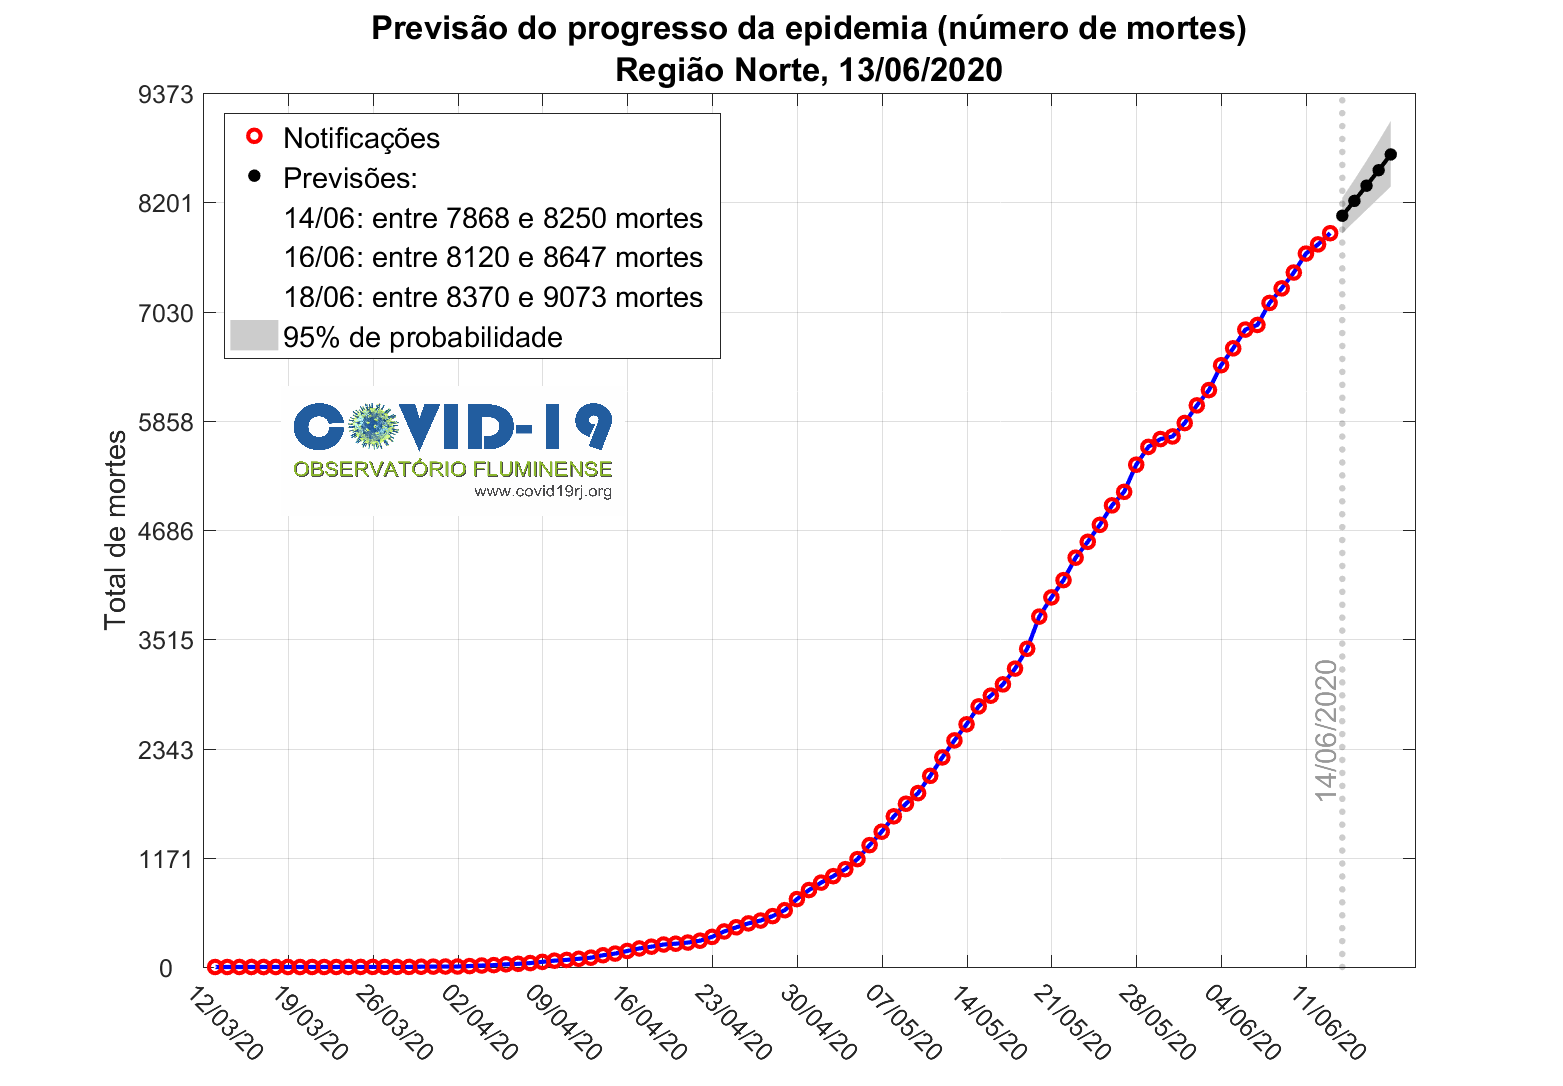 Previsão do progresso da epidemia (número de mortes)
Região Norte, 13/06/2020
Notificações
Previsões:
14/06: entre 7868 e 8250 mortes
16/06: entre 8120 e 8647 mortes
18/06: entre 8370 e 9073 mortes
95% de probabilidade
COVID-19
OBSERVATÓRIO FLUMINENSE
www.covid19rj.org
Total de mortes
9373
8201
7030
5858
4686
3515
2343
1171
0
14/06/2020
12/03/20
19/03/20
26/03/20
02/04/20
09/04/20
16/04/20
23/04/20
30/04/20
07/05/20
14/05/20
21/05/20
28/05/20
04/06/20
11/06/20